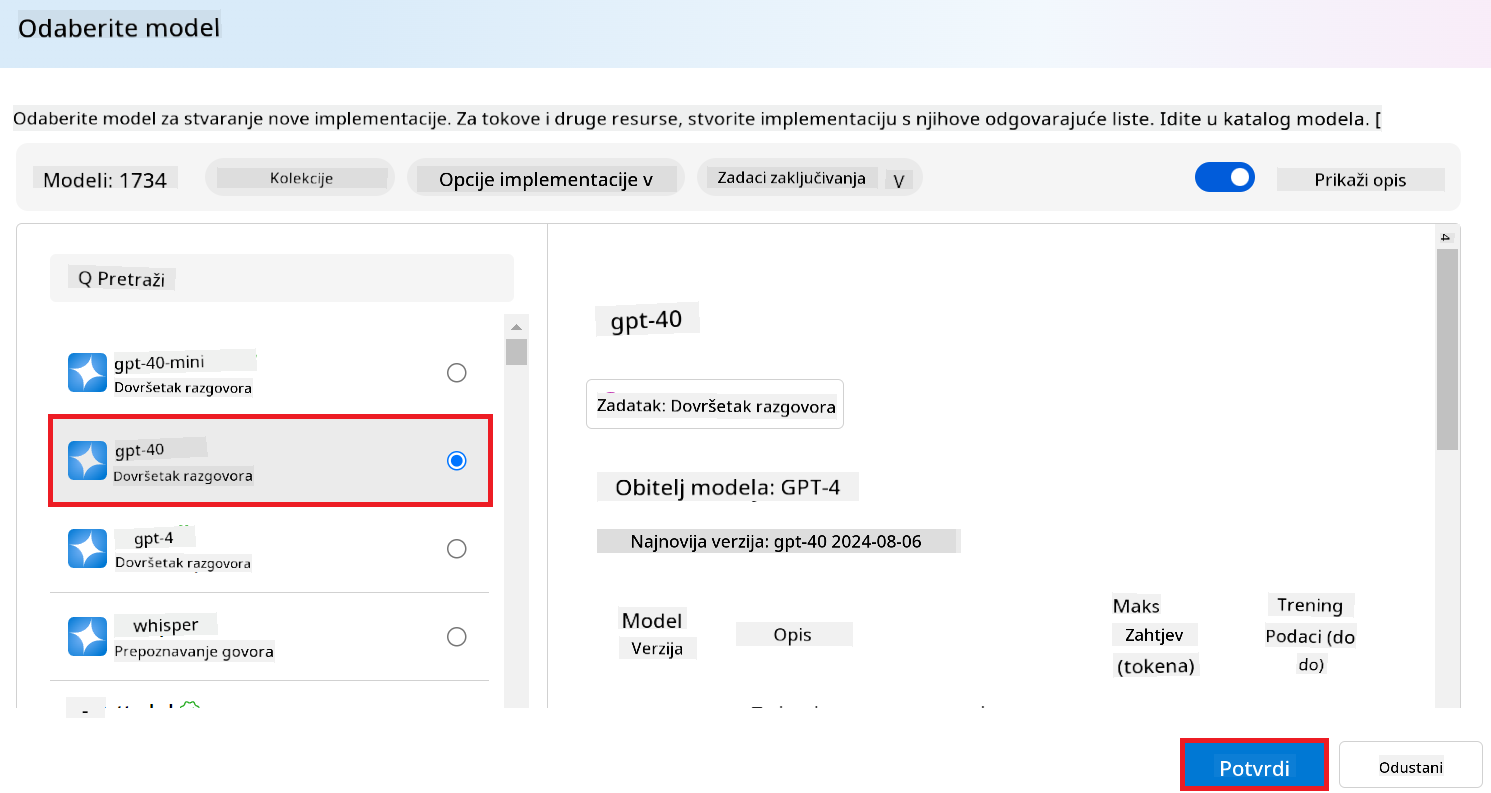 Odaberite model
Odaberite model za stvaranje nove implementacije. Za tokove i druge resurse, stvorite implementaciju s njihove odgovarajuće liste. Idite u katalog modela. [
Modeli: 1734
Kolekcije
Opcije implementacije v
Zadaci zaključivanja V
Prikaži opis
Q Pretraži
gpt-40-mini
Dovršetak razgovora
gpt-40
Dovršetak razgovora
gpt-4
Dovršetak razgovora
whisper
Prepoznavanje govora
4
gpt-40
Zadatak: Dovršetak razgovora
Obitelj modela: GPT-4
Najnovija verzija: gpt-40 2024-08-06
Model
Verzija
Opis
Maks
Zahtjev
(tokena)
Trening
Podaci (do
do)
Potvrdi
Odustani